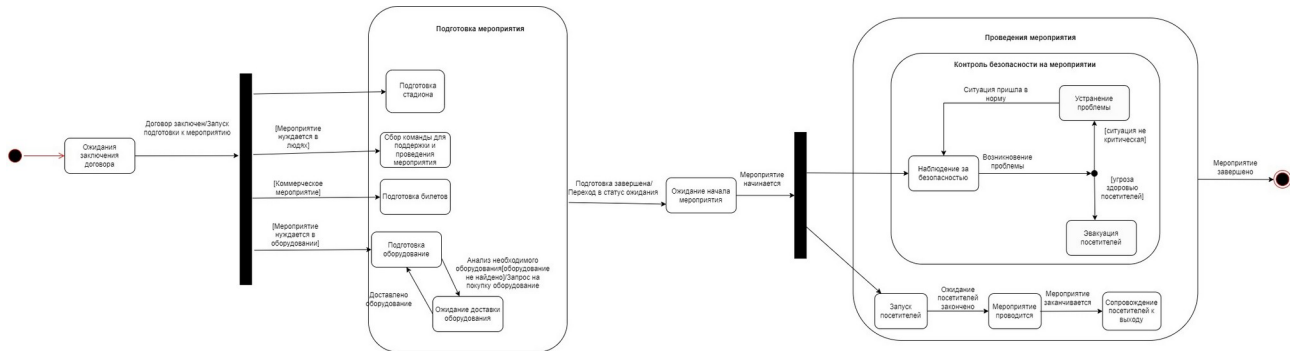 Подготовка мероприятия
Проведения мероприятия
Контроль безопасности на мероприятии
Договор заключен/Запуск
подготовки к мероприятию
Ожидания
заключения
договора
Подготовка
стадиона
[Мероприятие
нуждается в
людях]
Сбор команды для
поддержки и
проведения
мероприятия
[Коммерческое
мероприятие]
Подготовка билетов
[Мероприятие
нуждается в
оборудовании]
Подготовка
оборудование
Анализ необходимого
оборудования[оборудование
не найдено]/Запрос на
покупку оборудование
Доставлено
оборудование
Ожидание доставки
оборудования
Подготовка завершена/
Переход в статус ожидания
Ожидание начала
мероприятия
Мероприятие
начинается
Ситуация пришла в
норму
Устранение
проблемы
[ситуация не
критическая]
Наблюдение за
безопасностью
Возникновение
проблемы
[угроза
здоровью
посетителей]
Эвакуация
посетителей
Запуск
посетителей
Ожидание
посетителей
закончено
Мероприятие
проводится
Мероприятие
заканчивается
Сопровождение
посетителей к
выходу
Мероприятие
завершено